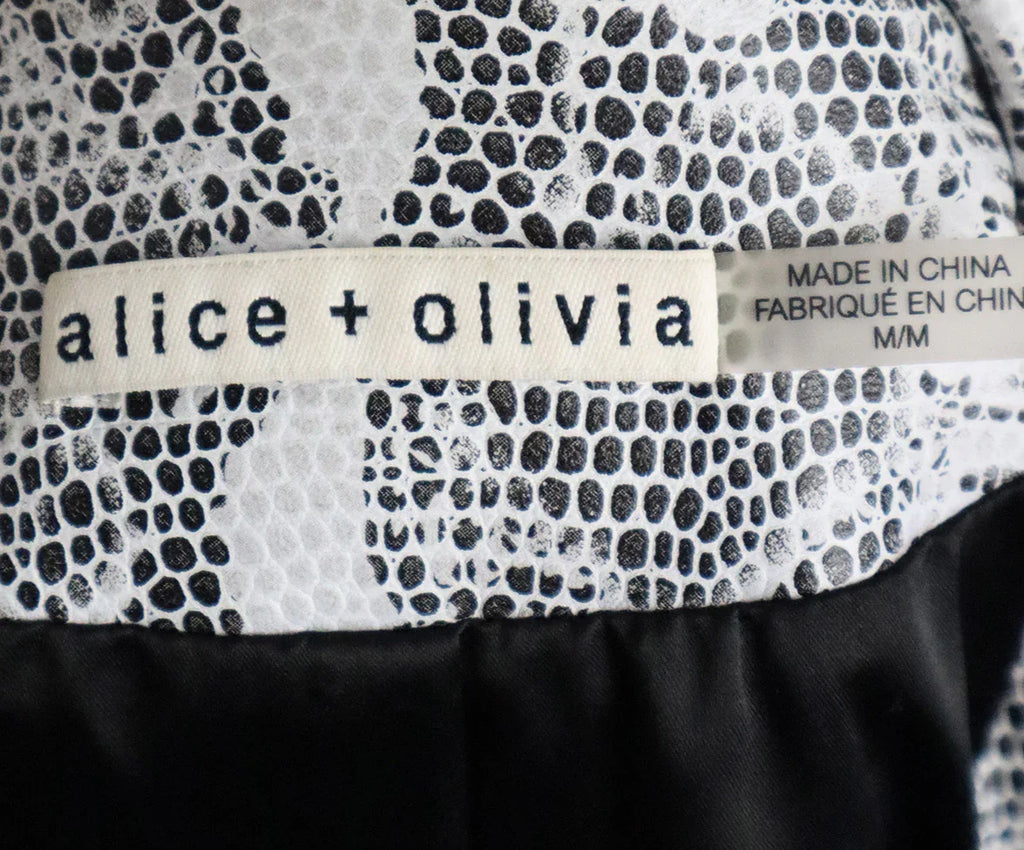 alice + olivia
MADE IN CHINA
FABRIQUÉ EN CHIN
M/M